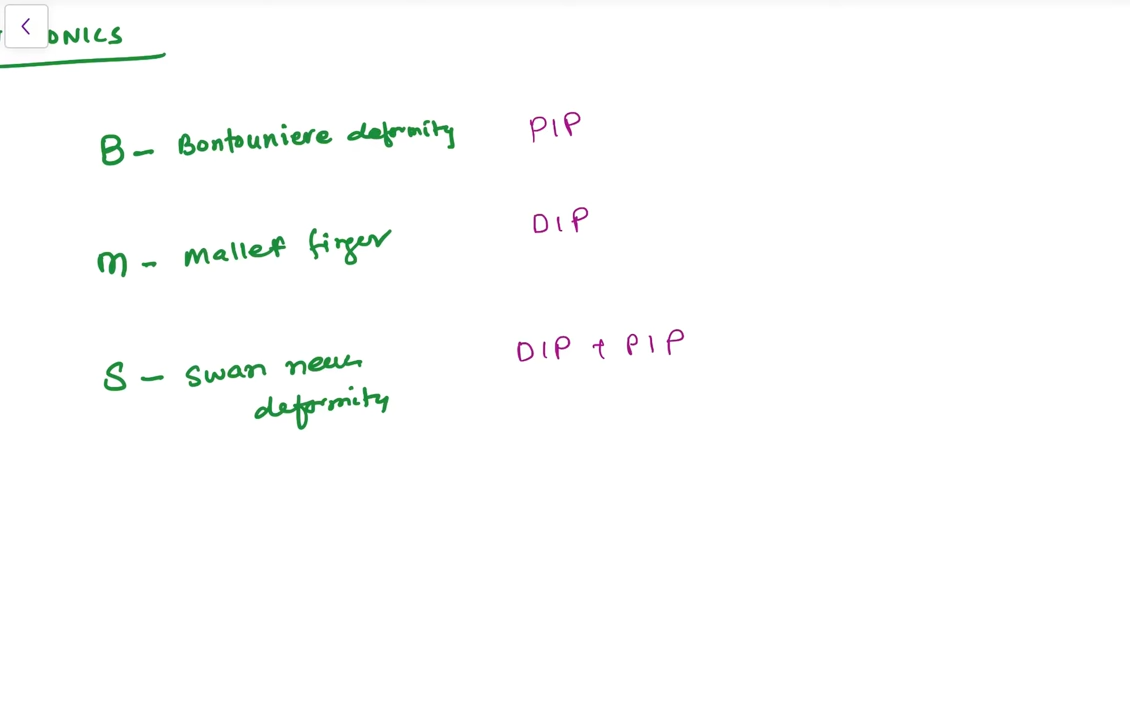 ONICS
B - Bontouniere deformity PIP
M - Mallet finger DIP
S - Swan neck DIP + PIP
deformity